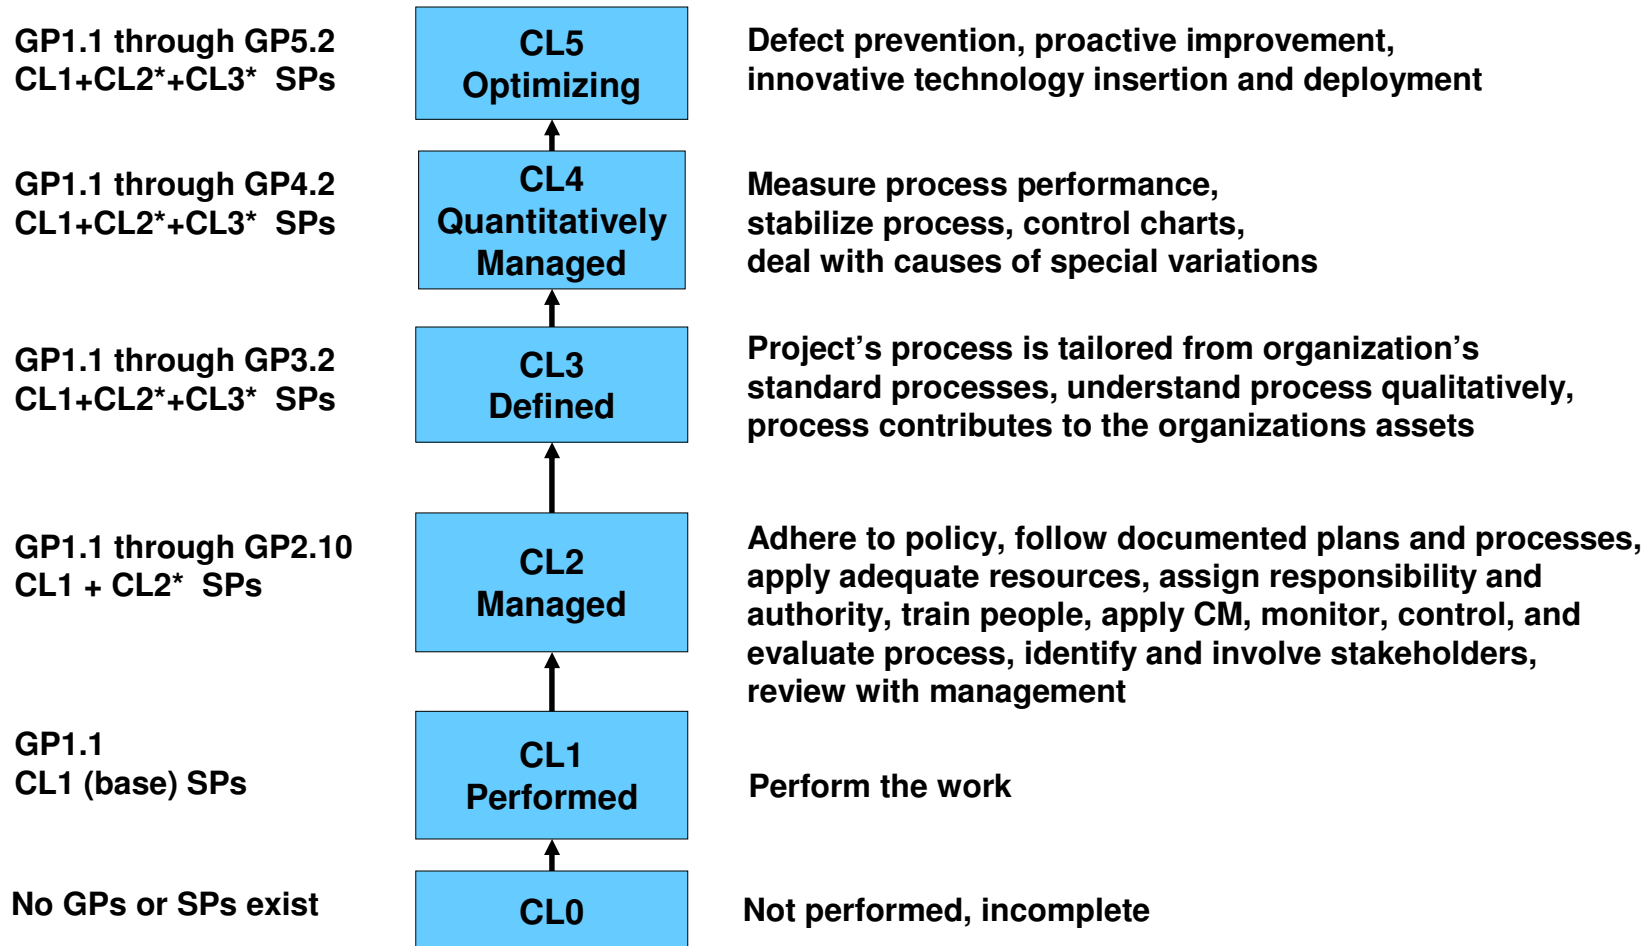 GP1.1 through GP5.2
CL1+CL2*+CL3* SPs
CL5
Optimizing
Defect prevention, proactive improvement,
innovative technology insertion and deployment
GP1.1 through GP4.2
CL1+CL2*+CL3* SPs
CL4
Quantitatively
Managed
Measure process performance,
stabilize process, control charts,
deal with causes of special variations
GP1.1 through GP3.2
CL1+CL2*+CL3* SPs
CL3
Defined
Project’s process is tailored from organization’s
standard processes, understand process qualitatively,
process contributes to the organizations assets
GP1.1 through GP2.10
CL1 + CL2* SPs
CL2
Managed
Adhere to policy, follow documented plans and processes,
apply adequate resources, assign responsibility and
authority, train people, apply CM, monitor, control, and
evaluate process, identify and involve stakeholders,
review with management
GP1.1
CL1 (base) SPs
CL1
Performed
Perform the work
No GPs or SPs exist
CL0
Not performed, incomplete